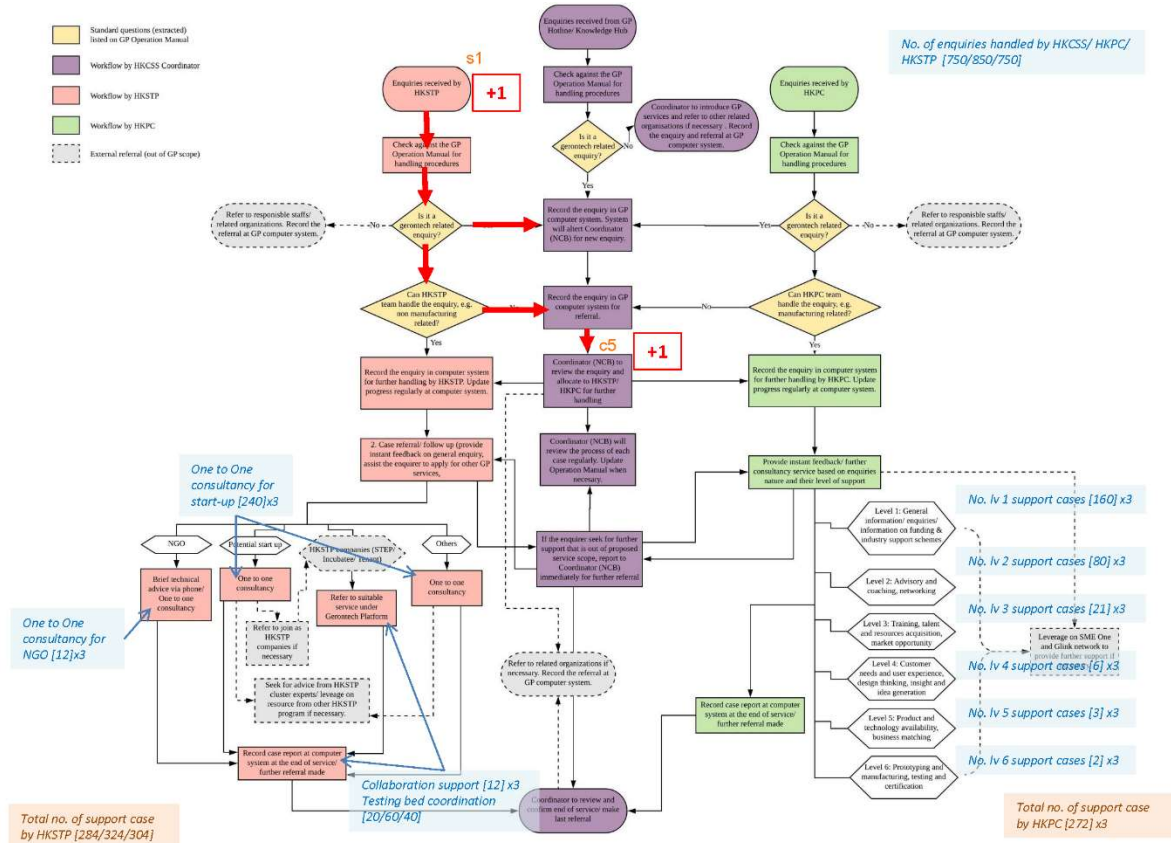 Standard questions (extracted)
listed on GP Operation Manual
Workflow by HKCSS Coordinator
Workflow by HKSTP
Workflow by HKPC
External referral (out of GP scope)
Enquiries received from GP
Hotline/ Knowledge Hub
No. of enquiries handled by HKCSS/ HKPC/
HKSTP [750/850/750]
s1
+1
Enquiries received by
HKSTP
Check against the GP
Operation Manual for
handling procedures
Enquiries received by
HKPC
Coordinator to introduce GP
services and refer to other related
organisations if necessary . Record
the enquiry and referral at GP
computer system.
Is it a
gerontech related
enquiry?
No
Yes
Check against the GP
Operation Manual for
handling procedures
Check against the GP
Operation Manual for
handling procedures
Refer to responisble staffs/
related organizations. Record the
referral at GP computer system.
No
Is it a
gerontech related
enquiry?
Record the enquiry in GP
computer system. System
will altert Coordinator
(NCB) for new enquiry.
Yes
Is it a
gerontech related
enquiry?
No
Refer to responsible staffs/
related organizations. Record the
referral at GP computer system.
Can HKSTP
team handle the enquiry, e.g.
non manufacturing
related?
Record the enquiry in GP
computer system for
referral.
No
Can HKPC team
handle the enquiry, e.g.
manufacturing related?
Yes
c5
+1
Yes
Record the enquiry in computer system
for further handling by HKSTP. Update
progress regularly at computer system.
Coordinator (NCB) to
review the enquiry and
allocate to HKSTP/
HKPC for further
handling
Record the enquiry in computer system
for further handling by HKPC. Update
progress regularly at computer system.
2. Case referral/ follow up (provide
instant feedback on general enquiry,
assist the enquirer to apply for other GP
services,
Coordinator (NCB) will
review the process of each
case regularly. Update
Operation Manual when
necesary.
Provide instant feedback/ further
consultancy service based on enquiries
nature and their level of support
One to One
consultancy for
start-up [240]x3
No. lv 1 support cases [160] x3
Level 1: General
information/ enquiries/
information on funding &
industry support schemes
NGO
Potential start up
HKSTP companies (STEP/
Incubatee/ Tenant
Others
If the enquirer seek for further
support that is out of proposed
service scope, report to
Coordinator (NCB)
immediately for further referral
No. lv 2 support cases [80] x3
Level 2: Advisory and
coaching, networking
Brief technical
advice via phone/
One to one
consultancy
One to one
consultancy
Refer to suitable
service under
Gerontech Platform
One to one
consultancy
No. lv 3 support cases [21] x3
Level 3: Training, talent
and resources acquisition,
market opportunity
One to One
consultancy for
NGO [12]x3
Refer to join as
HKSTP
companies if
necessary
Leverage on SME One
and Glink network to
provide further support if
No. lv 4 support cases [6] x3
Refer to related organizations if
necessary. Record the referral at
GP computer system.
Level 4: Customer
needs and user experience,
design thinking, insight and
idea generation
Seek for advice from HKSTP
cluster experts/ leverage on
resource from other HKSTP
program if necessary.
Record case report at computer
system at the end of service/
further referral made
No. lv 5 support cases [3] x3
Level 5: Product and
technology availability,
business matching
Record case report at computer
system at the end of service/
further referral made
No. lv 6 support cases [2] x3
Level 6: Prototyping and
manufacturing, testing and
certification
Collaboration support [12] x3
Testing bed coordination
[20/60/40]
Coordinator to review and
confirm end of service/ make
last referral
Total no. of support case
by HKSTP [284/324/304]
Total no. of support case
by HKPC [272] x3